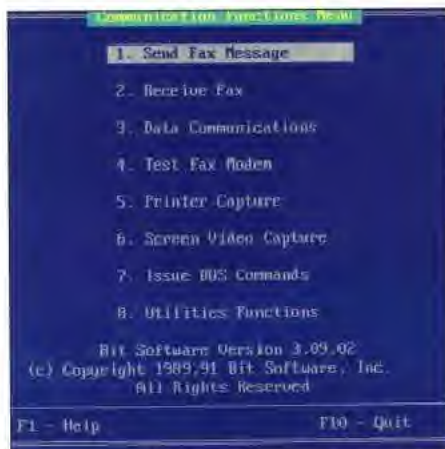 Communication Functions Menu
1. Send Fax Message
2. Receive Fax
3. Data Communications
4. Test Fax Modem
5. Printer Capture
6. Screen Video Capture
7. Issue DOS Commands
8. Utilities Functions
Bit Software Version 3.09.02
(c) Copyright 1989,91 Bit Software, Inc.
All Rights Reserved
F1 - Help
F10 - Quit